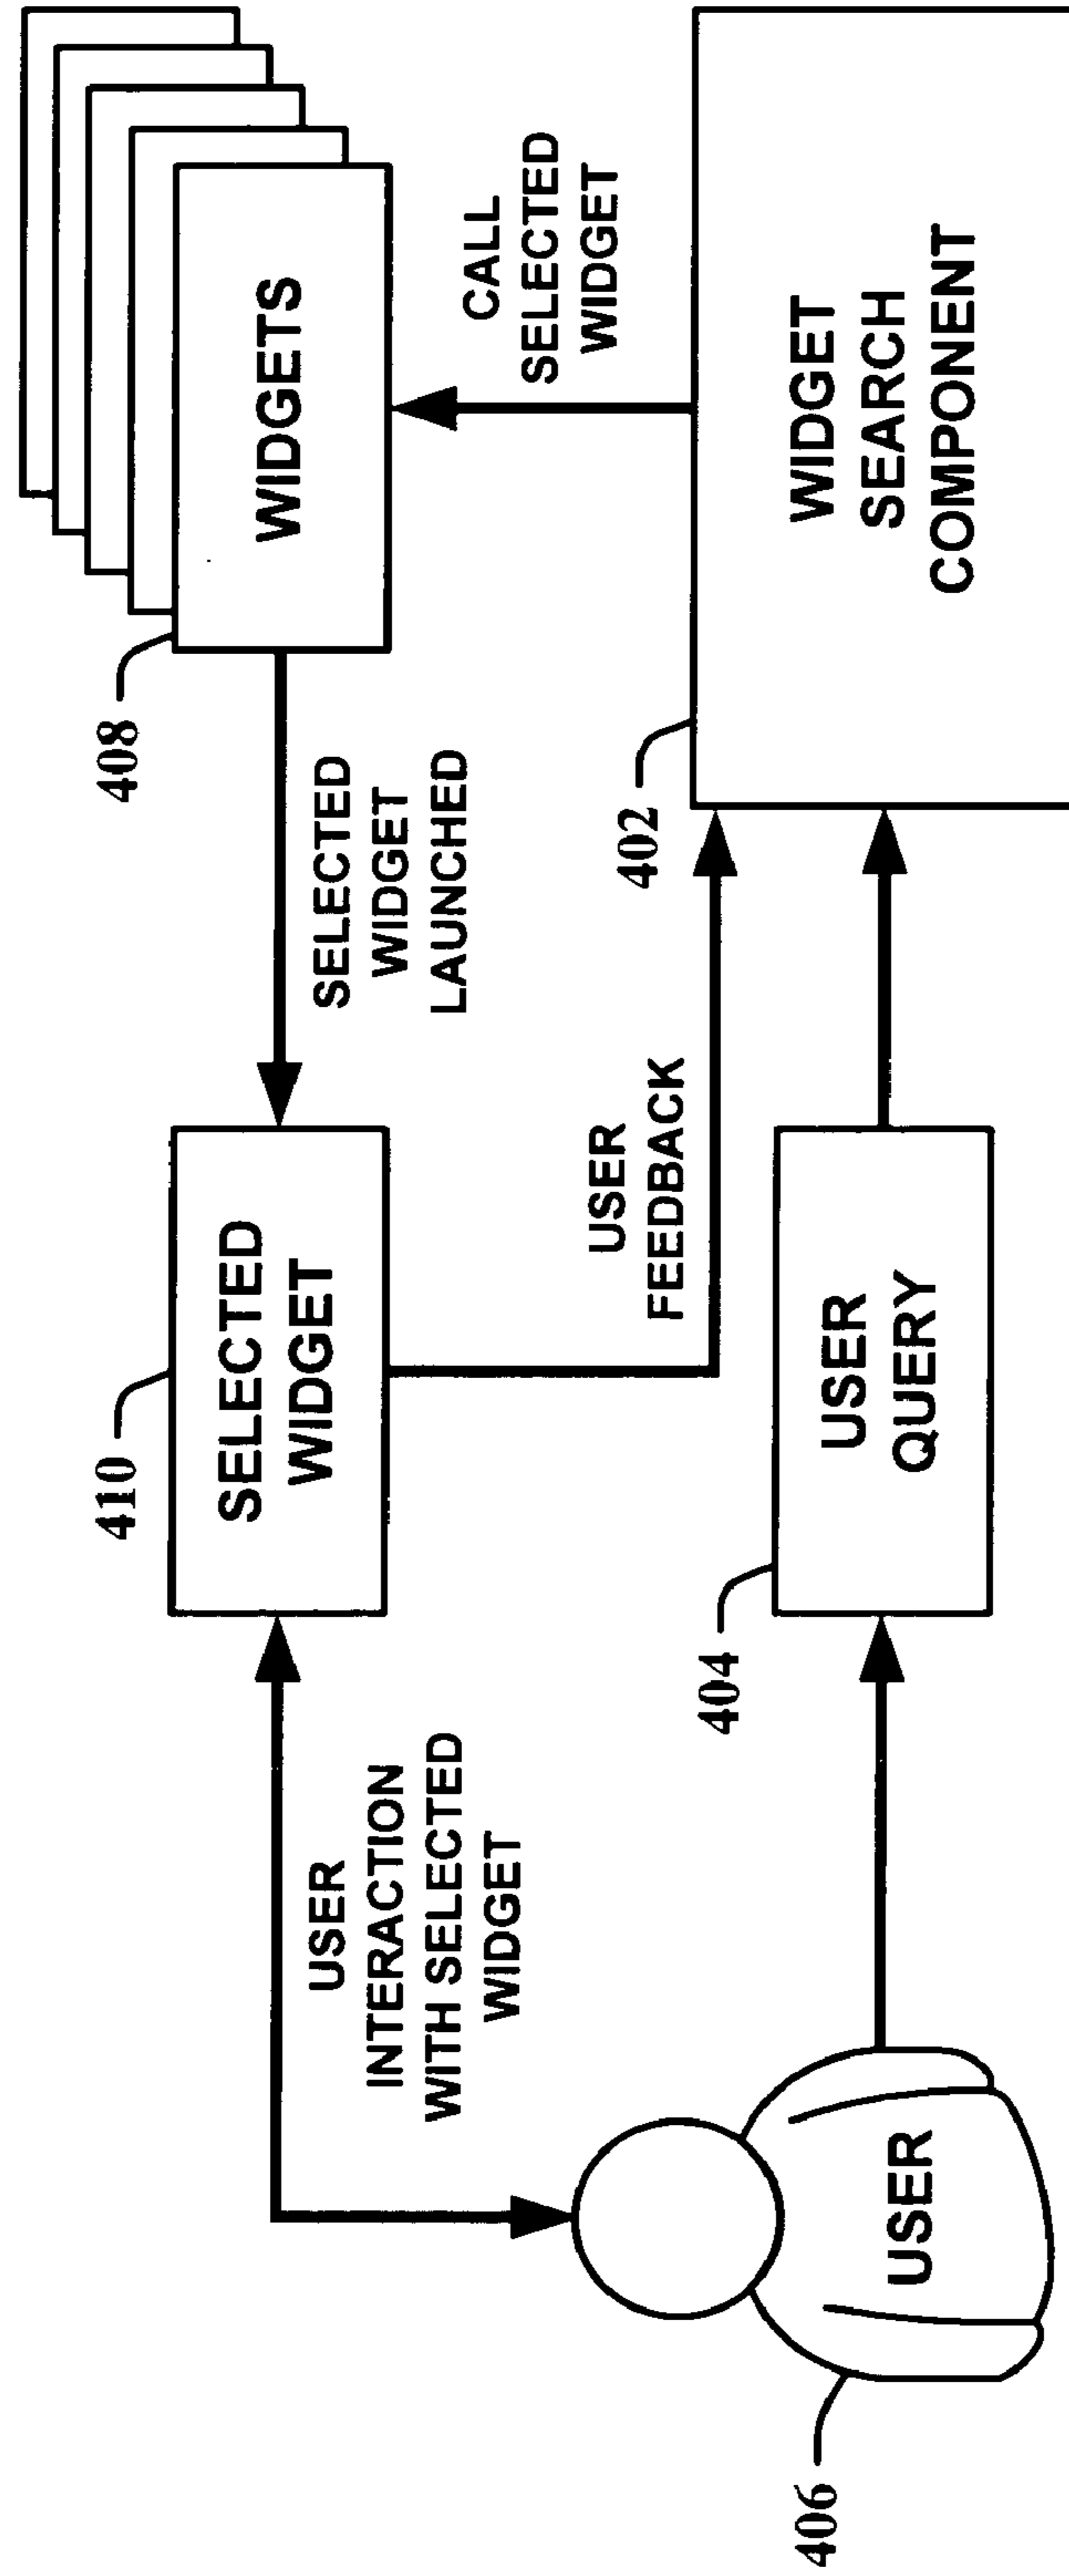 408
WIDGETS
SELECTED
WIDGET
LAUNCHED
CALL
SELECTED
WIDGET
410
SELECTED
WIDGET
USER
INTERACTION
WITH SELECTED
WIDGET
USER
FEEDBACK
402
WIDGET
SEARCH
COMPONENT
404
USER
QUERY
406
USER